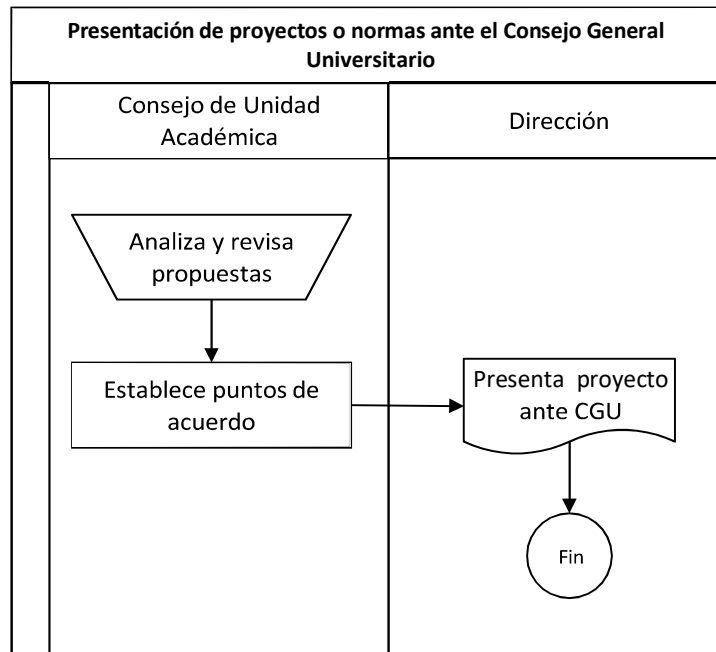 Presentación de proyectos o normas ante el Consejo General
Universitario
Consejo de Unidad
Académica
Dirección
Analiza y revisa
propuestas
Establece puntos de
acuerdo
Presenta proyecto
ante CGU
Fin